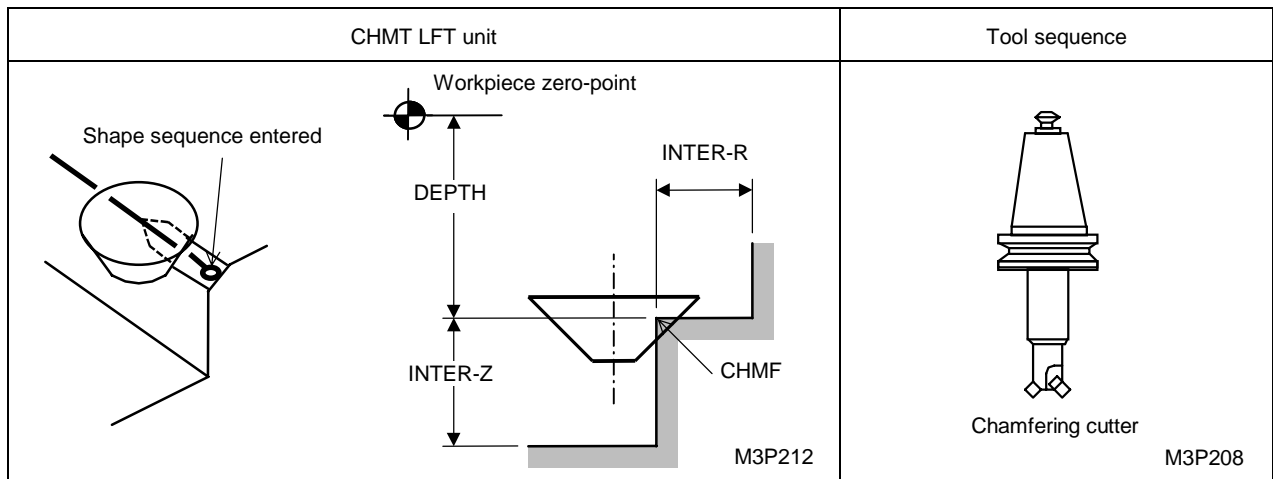 CHMT LFT unit
Tool sequence
Workpiece zero-point
Shape sequence entered
INTER-R
DEPTH
INTER-Z
CHMF
M3P212
Chamfering cutter
M3P208